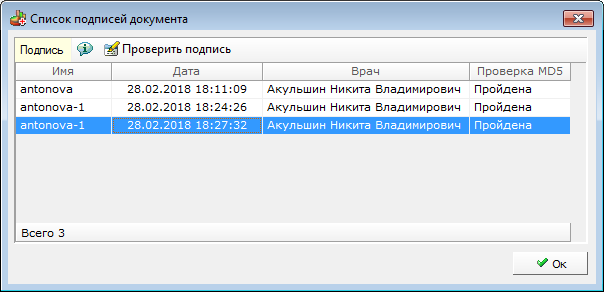 Список подписей документа
Подпись Проверить подпись
Имя Дата Врач Проверка MD5
antonova 28.02.2018 18:11:09 Акульшин Никита Владимирович Пройдена
antonova-1 28.02.2018 18:24:26 Акульшин Никита Владимирович Пройдена
antonova-1 28.02.2018 18:27:32 Акульшин Никита Владимирович Пройдена
Всего 3
Ок